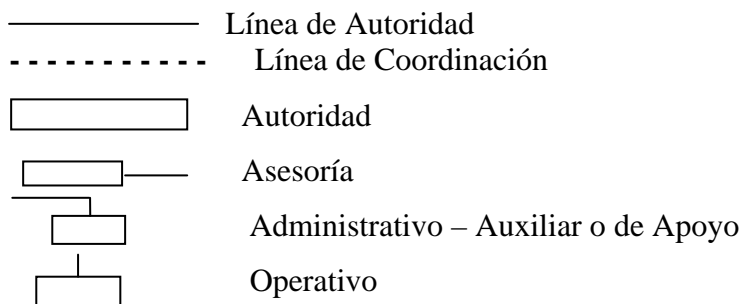 Línea de Autoridad
Línea de Coordinación
Autoridad
Asesoría
Administrativo – Auxiliar o de Apoyo
Operativo